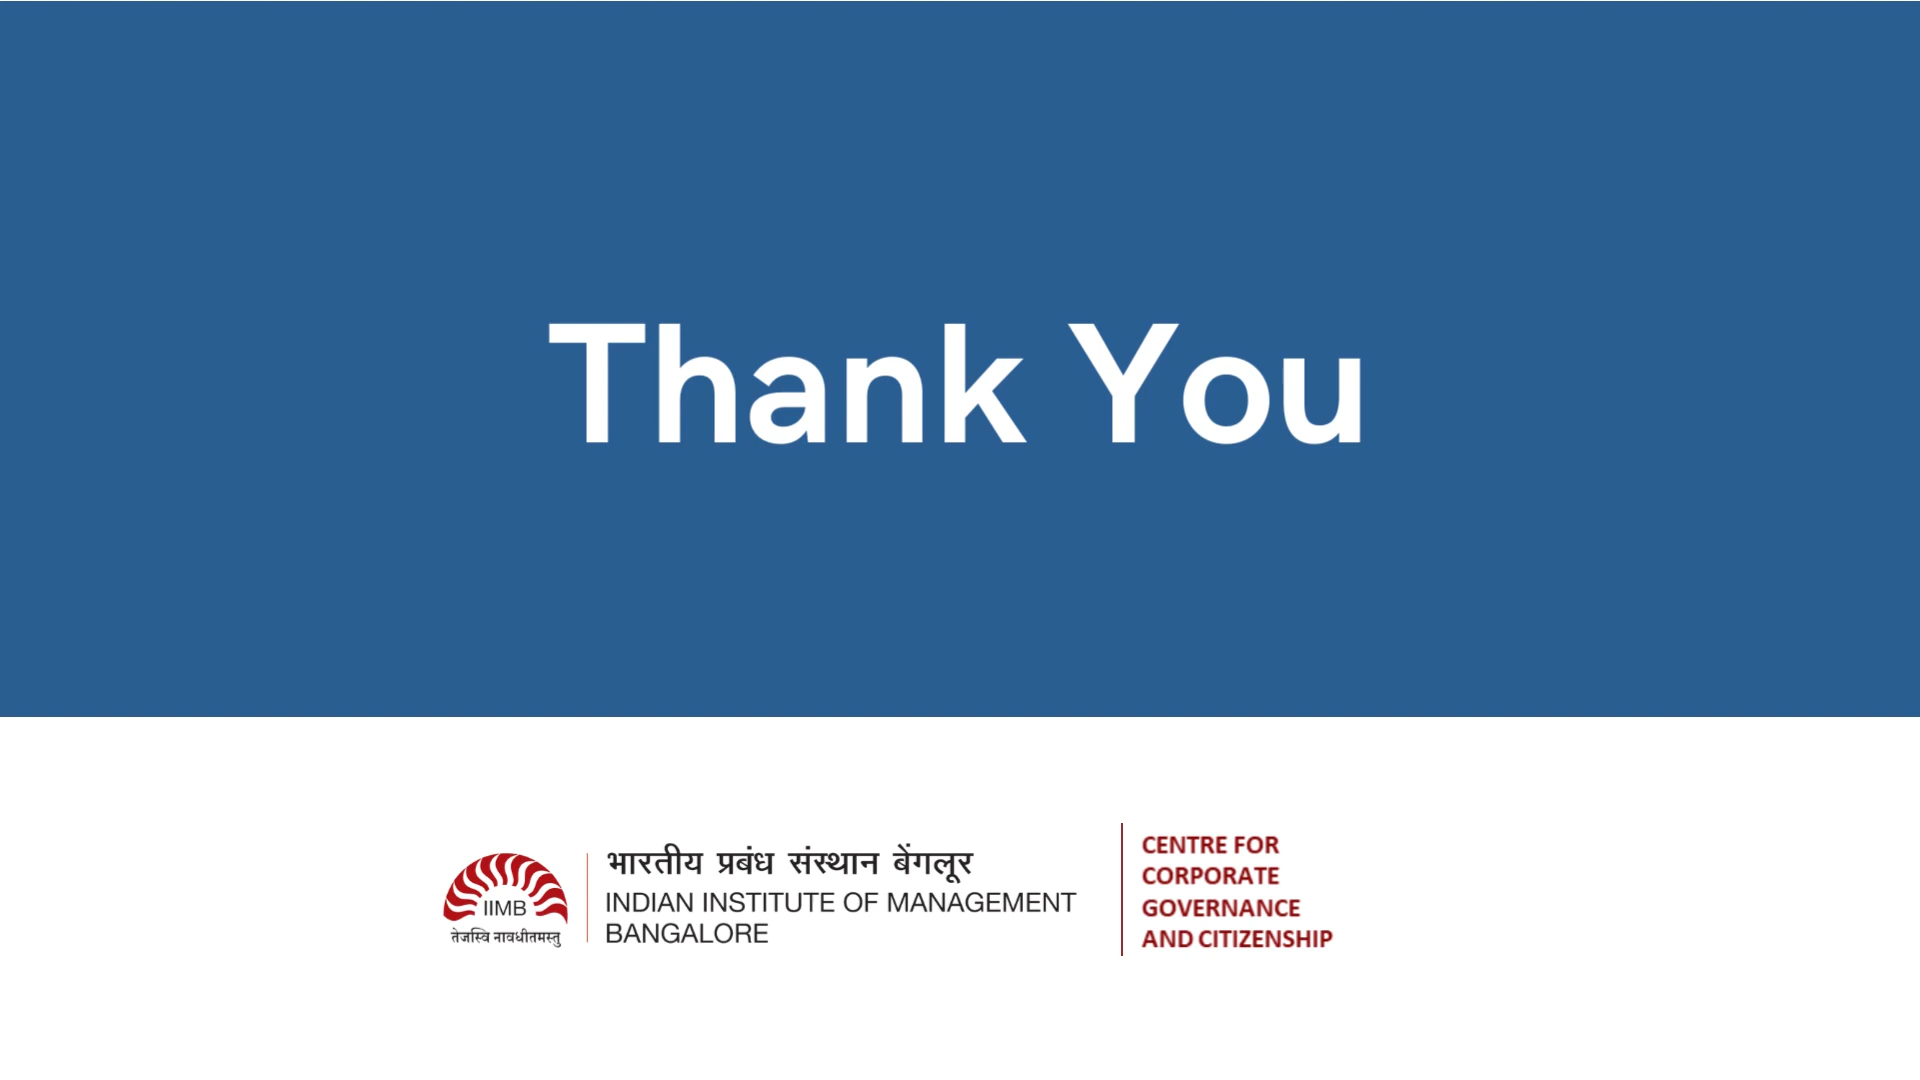 Thank You
IIMB
तेजस्वि नावधीतमस्तु
भारतीय प्रबंध संस्थान बेंगलूर
INDIAN INSTITUTE OF MANAGEMENT
BANGALORE
CENTRE FOR
CORPORATE
GOVERNANCE
AND CITIZENSHIP